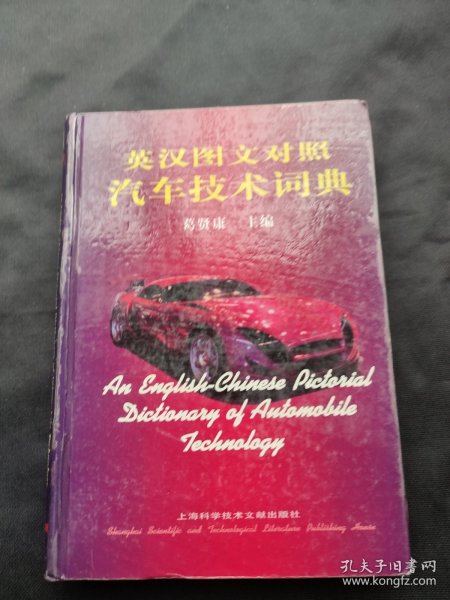 英汉图文对照
汽车技术词典
葛贤康 主编
An English-Chinese Pictorial
Dictionary of Automobile
Technology
上海科学技术文献出版社
Shanghai Scientific and Technological Literature Publishing House
孔夫子旧书网
www.kongfz.com